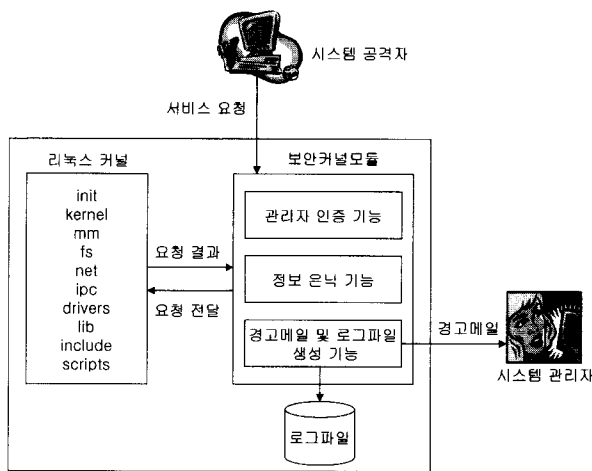 시스템 공격자
서비스 요청
리눅스 커널
보안커널모듈
init
kernel
mm
fs
net
ipc
drivers
lib
include
scripts
요청 결과
요청 전달
관리자 인증 기능
정보 은닉 기능
경고메일 및 로그파일
생성 기능
경고메일
시스템 관리자
로그파일